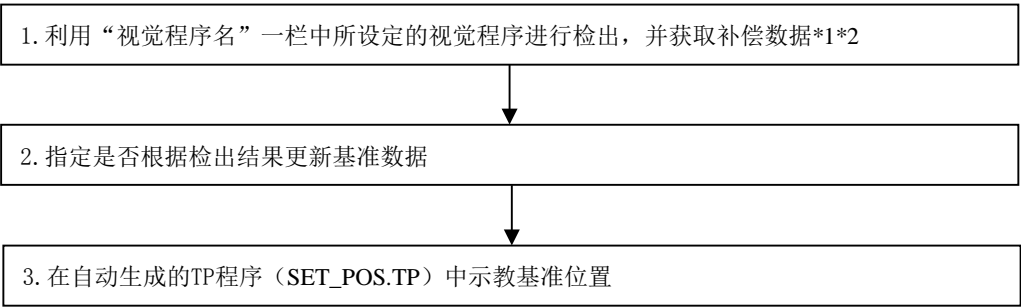 1.利用“视觉程序名”一栏中所设定的视觉程序进行检出，并获取补偿数据*1*2
2.指定是否根据检出结果更新基准数据
3.在自动生成的TP程序（SET_POS.TP）中示教基准位置